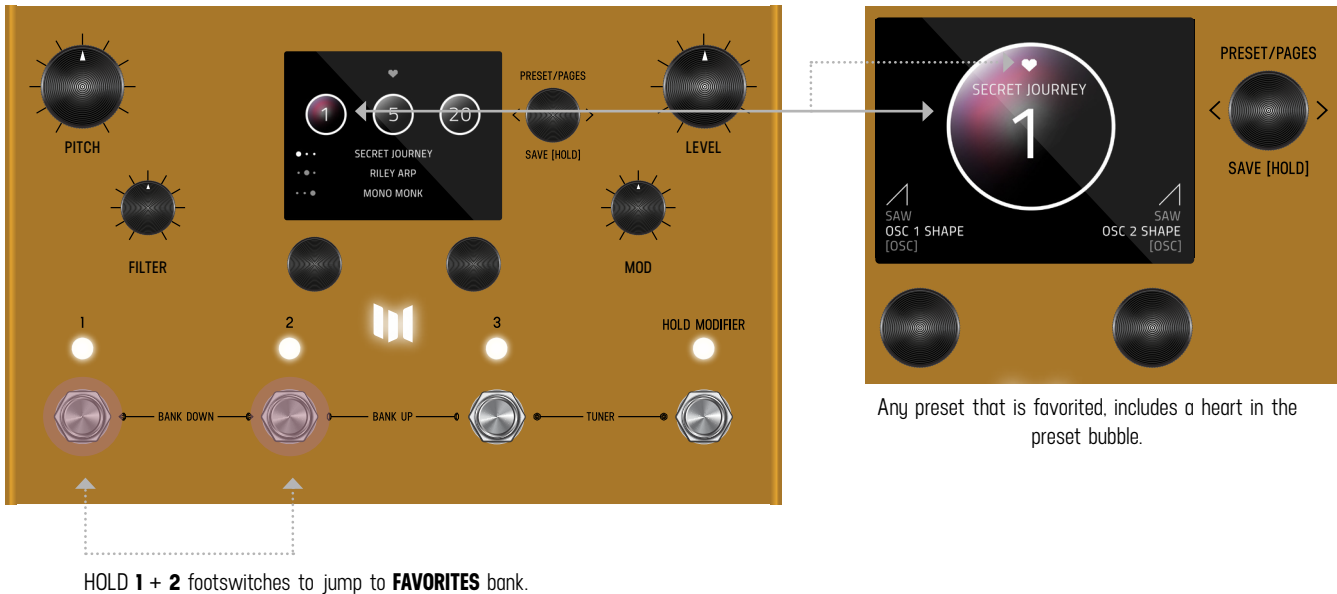 PITCH
FILTER
1 5 20
SECRET JOURNEY
RILEY ARP
MONO MONK
PRESET/PAGES
< >
SAVE [HOLD]
LEVEL
MOD
1
2
3
HOLD MODIFIER
BANK DOWN
BANK UP
TUNER
HOLD 1 + 2 footswitches to jump to FAVORITES bank.
SECRET JOURNEY
1
SAW
OSC 1 SHAPE
[OSC]
SAW
OSC 2 SHAPE
[OSC]
PRESET/PAGES
< >
SAVE [HOLD]
Any preset that is favorited, includes a heart in the
preset bubble.